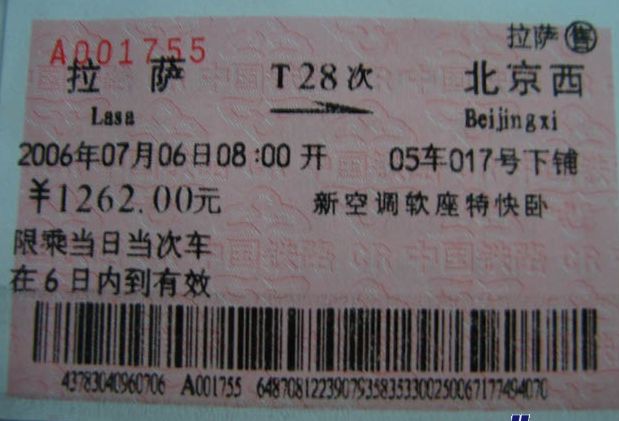 拉萨 售
A001755
拉 萨 T28次 北京西
Lasa Beijingxi
2006年07月06日08:00开 05车017号下铺
¥1262.00元 新空调软座特快卧
限乘当日当次车
在6日内到有效
43783040960706 A001755 64870812239079358353300250067177494070